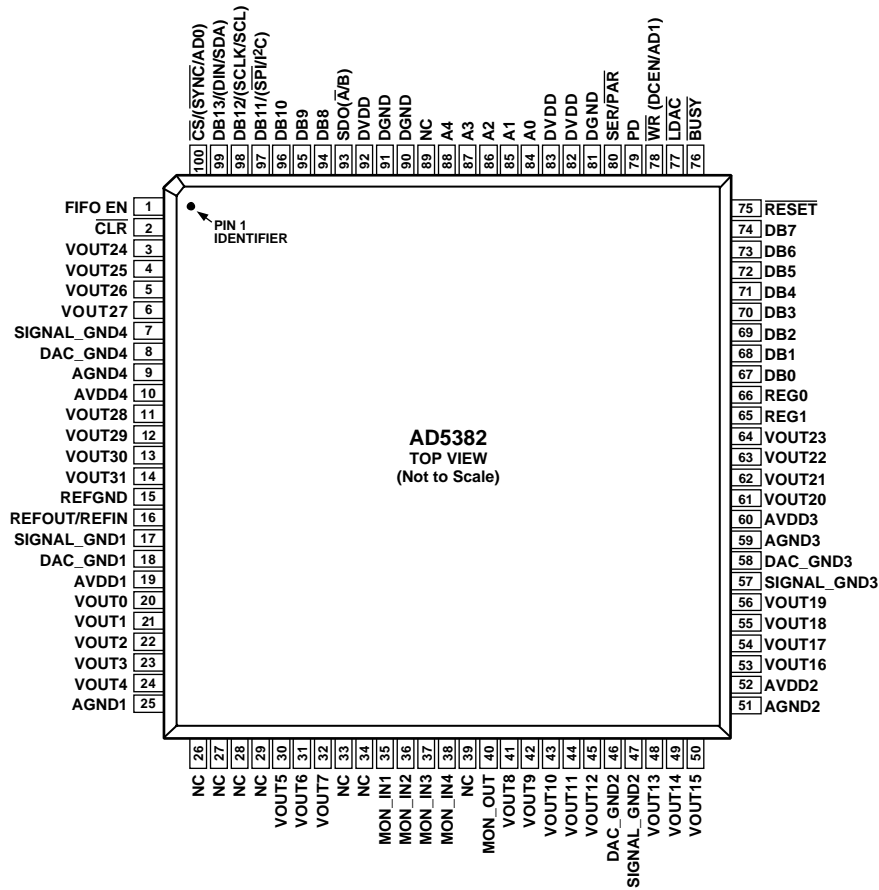 C̅S̅/(S̅Y̅N̅C̅/AD0)
DB13/(DIN/SDA)
DB12/(SCLK/SCL)
DB11/(S̅P̅I̅/I²C)
DB10
DB9
DB8
SDO(A̅/B)
DVDD
DGND
DGND
NC
A4
A3
A2
A1
A0
DVDD
DVDD
DGND
SER/P̅A̅R̅
PD
W̅R̅ (DCEN/AD1)
L̅D̅A̅C̅
B̅U̅S̅Y̅
100 99 98 97 96 95 94 93 92 91 90 89 88 87 86 85 84 83 82 81 80 79 78 77 76
FIFO EN 1
C̅L̅R̅ 2
VOUT24 3
VOUT25 4
VOUT26 5
VOUT27 6
SIGNAL_GND4 7
DAC_GND4 8
AGND4 9
AVDD4 10
VOUT28 11
VOUT29 12
VOUT30 13
VOUT31 14
REFGND 15
REFOUT/REFIN 16
SIGNAL_GND1 17
DAC_GND1 18
AVDD1 19
VOUT0 20
VOUT1 21
VOUT2 22
VOUT3 23
VOUT4 24
AGND1 25
PIN 1
IDENTIFIER
AD5382
TOP VIEW
(Not to Scale)
75 R̅E̅S̅E̅T̅
74 DB7
73 DB6
72 DB5
71 DB4
70 DB3
69 DB2
68 DB1
67 DB0
66 REG0
65 REG1
64 VOUT23
63 VOUT22
62 VOUT21
61 VOUT20
60 AVDD3
59 AGND3
58 DAC_GND3
57 SIGNAL_GND3
56 VOUT19
55 VOUT18
54 VOUT17
53 VOUT16
52 AVDD2
51 AGND2
26 27 28 29 30 31 32 33 34 35 36 37 38 39 40 41 42 43 44 45 46 47 48 49 50
NC
NC
NC
NC
VOUT5
VOUT6
VOUT7
NC
NC
MON_IN1
MON_IN2
MON_IN3
MON_IN4
NC
MON_OUT
VOUT8
VOUT9
VOUT10
VOUT11
VOUT12
DAC_GND2
SIGNAL_GND2
VOUT13
VOUT14
VOUT15